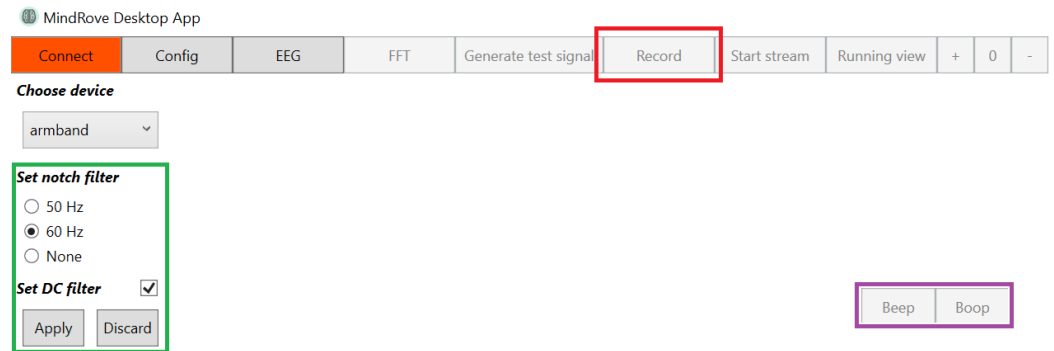 MindRove Desktop App
Connect Config EEG FFT Generate test signal Record Start stream Running view + 0 -
Choose device
armband
Set notch filter
50 Hz
60 Hz
None
Set DC filter
Beep Boop
Apply Discard